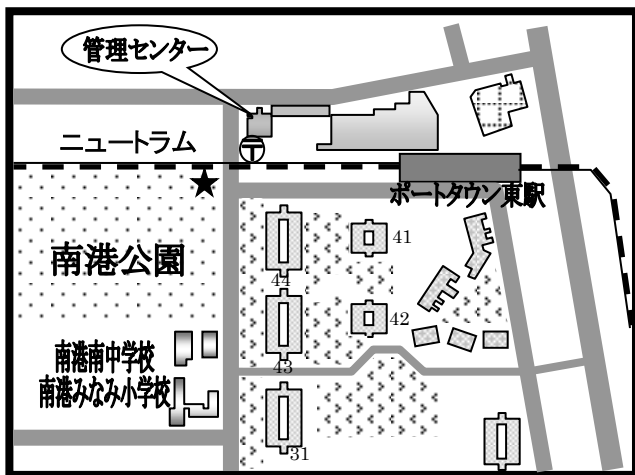 管理センター
ニュートラム
ポートタウン東駅
南港公園
41
44
42
南港南中学校
43
南港みなみ小学校
31